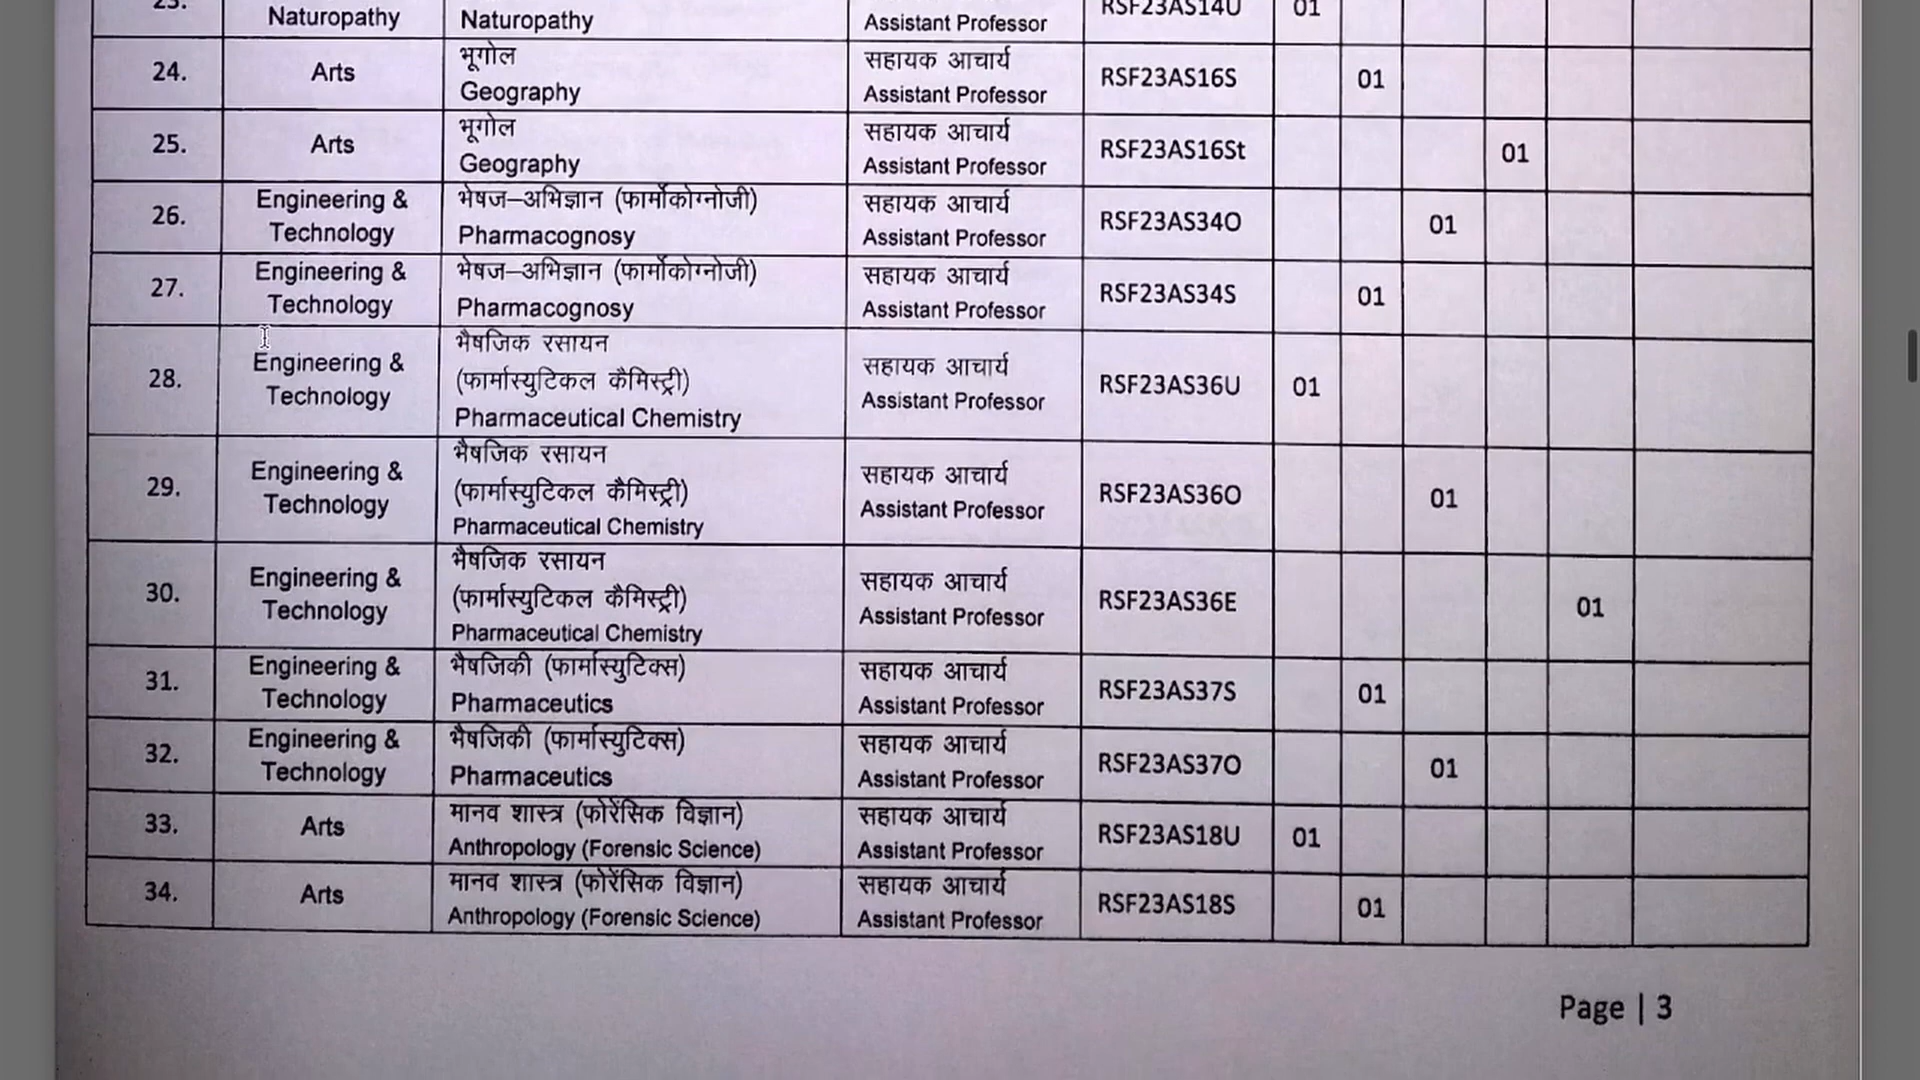 23.
Naturopathy
Naturopathy
Assistant Professor
RSF23AS14U
01
24.
Arts
भूगोल
Geography
सहायक आचार्य
Assistant Professor
RSF23AS16S
01
25.
Arts
भूगोल
Geography
सहायक आचार्य
Assistant Professor
RSF23AS16St
01
26.
Engineering &
Technology
भेषज–अभिज्ञान (फार्माकोग्नोजी)
Pharmacognosy
सहायक आचार्य
Assistant Professor
RSF23AS34O
01
27.
Engineering &
Technology
भेषज–अभिज्ञान (फार्माकोग्नोजी)
Pharmacognosy
सहायक आचार्य
Assistant Professor
RSF23AS34S
01
28.
Engineering &
Technology
भैषजिक रसायन
(फार्मास्युटिकल कैमिस्ट्री)
Pharmaceutical Chemistry
सहायक आचार्य
Assistant Professor
RSF23AS36U
01
29.
Engineering &
Technology
भैषजिक रसायन
(फार्मास्युटिकल कैमिस्ट्री)
Pharmaceutical Chemistry
सहायक आचार्य
Assistant Professor
RSF23AS36O
01
30.
Engineering &
Technology
भैषजिक रसायन
(फार्मास्युटिकल कैमिस्ट्री)
Pharmaceutical Chemistry
सहायक आचार्य
Assistant Professor
RSF23AS36E
01
31.
Engineering &
Technology
भैषजिकी (फार्मास्युटिक्स)
Pharmaceutics
सहायक आचार्य
Assistant Professor
RSF23AS37S
01
32.
Engineering &
Technology
भैषजिकी (फार्मास्युटिक्स)
Pharmaceutics
सहायक आचार्य
Assistant Professor
RSF23AS37O
01
33.
Arts
मानव शास्त्र (फोरेंसिक विज्ञान)
Anthropology (Forensic Science)
सहायक आचार्य
Assistant Professor
RSF23AS18U
01
34.
Arts
मानव शास्त्र (फोरेंसिक विज्ञान)
Anthropology (Forensic Science)
सहायक आचार्य
Assistant Professor
RSF23AS18S
01
Page | 3